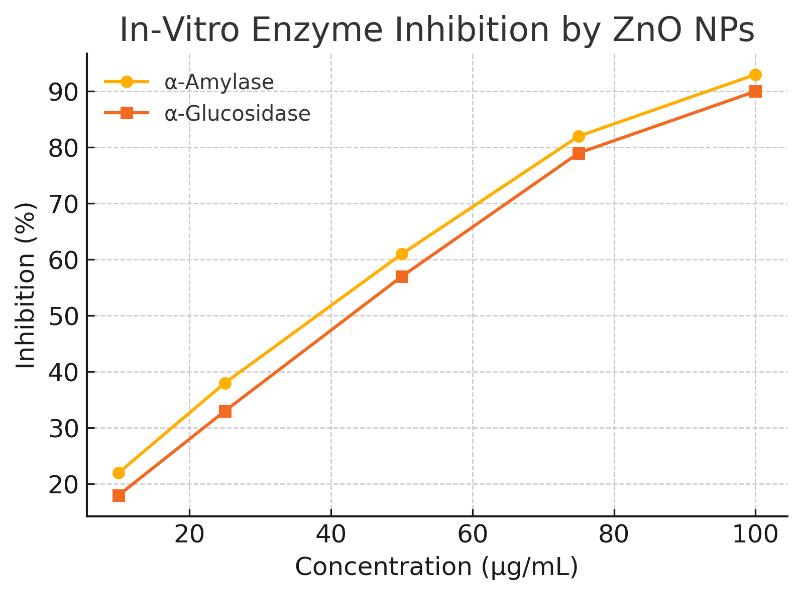 In-Vitro Enzyme Inhibition by ZnO NPs
α-Amylase
α-Glucosidase
90
80
70
60
50
40
30
20
Inhibition (%)
20 40 60 80 100
Concentration (µg/mL)